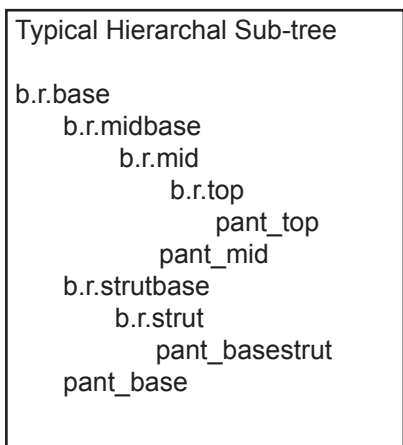 Typical Hierarchal Sub-tree
b.r.base
b.r.midbase
b.r.mid
b.r.top
pant_top
pant_mid
b.r.strutbase
b.r.strut
pant_basestrut
pant_base